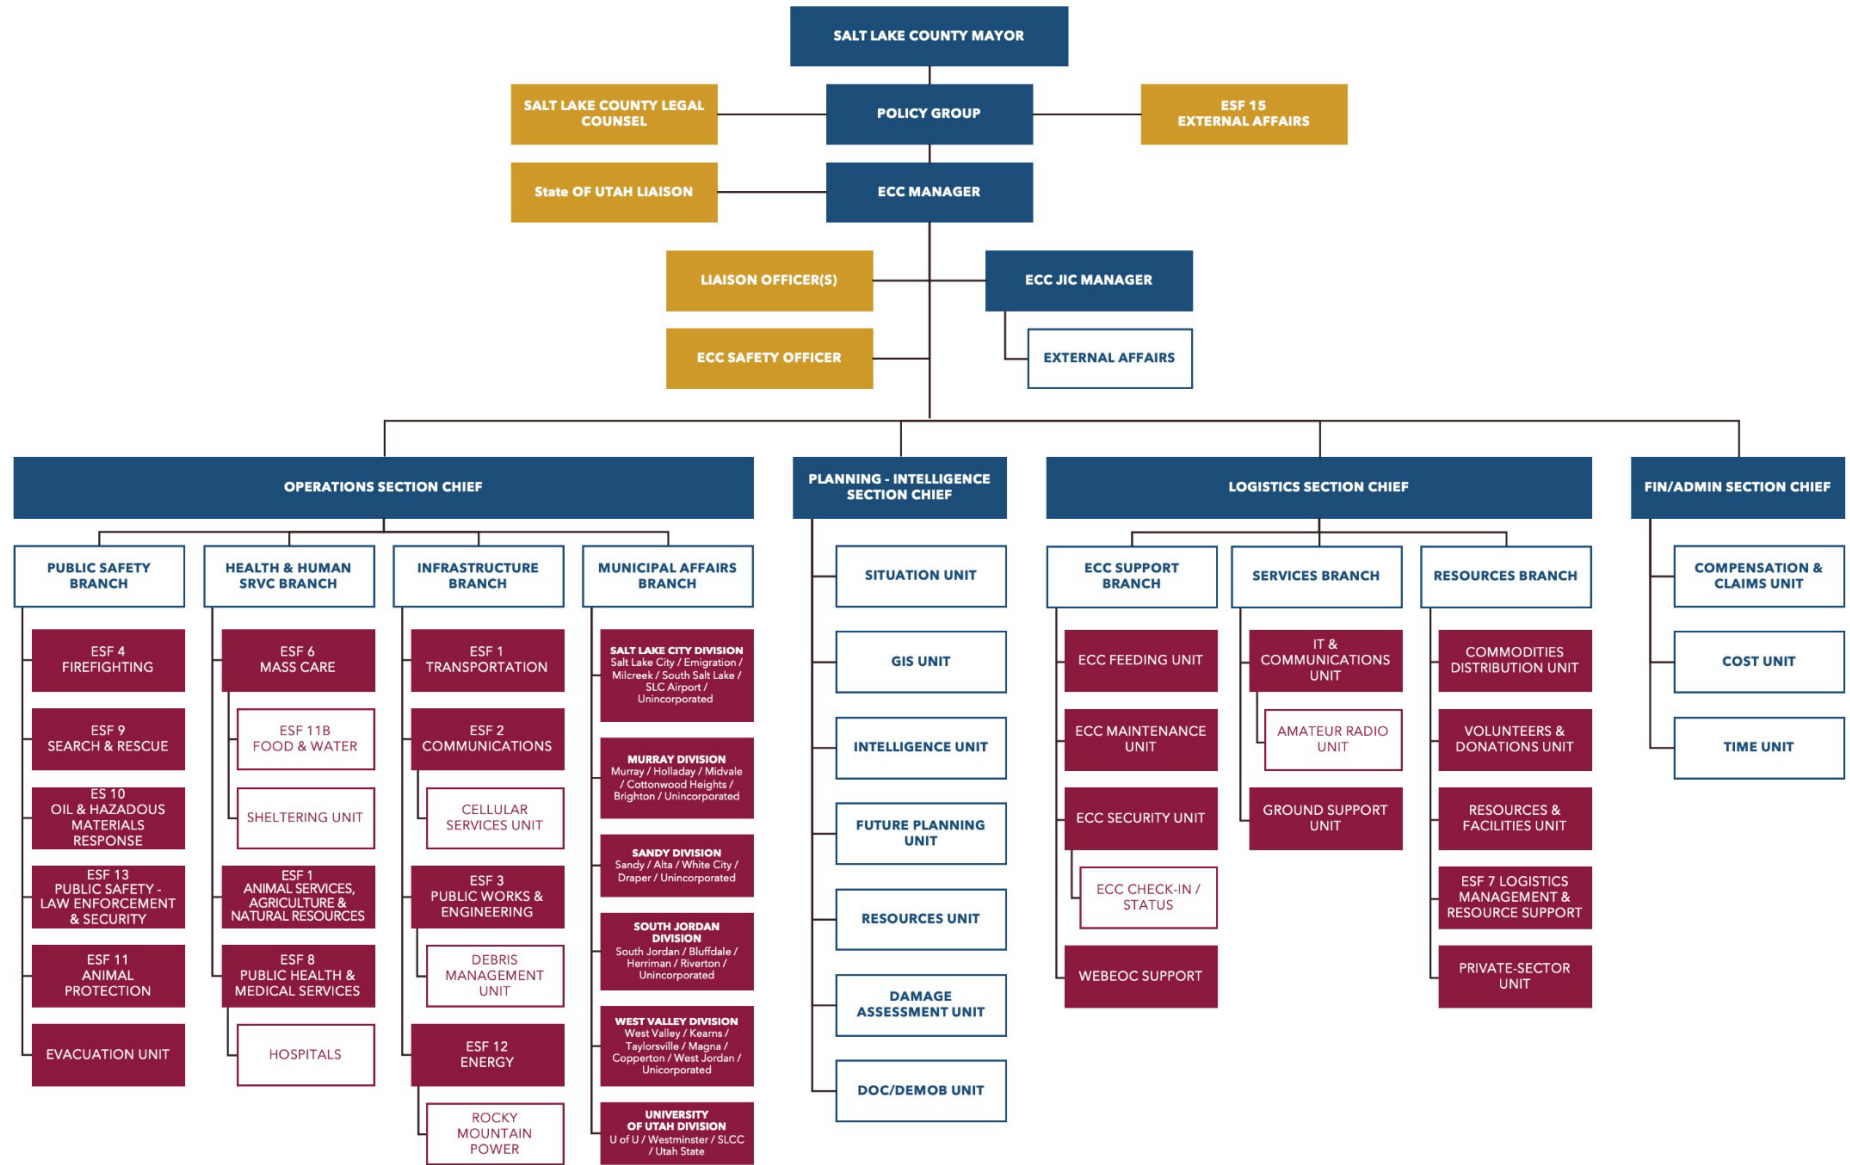 SALT LAKE COUNTY MAYOR
SALT LAKE COUNTY LEGAL
COUNSEL
POLICY GROUP
ESF 15
EXTERNAL AFFAIRS
State OF UTAH LIAISON
ECC MANAGER
LIAISON OFFICER(S)
ECC JIC MANAGER
ECC SAFETY OFFICER
EXTERNAL AFFAIRS
OPERATIONS SECTION CHIEF
PUBLIC SAFETY
BRANCH
ESF 4
FIREFIGHTING
ESF 9
SEARCH & RESCUE
ES 10
OIL & HAZADOUS
MATERIALS
RESPONSE
ESF 13
PUBLIC SAFETY -
LAW ENFORCEMENT
& SECURITY
ESF 11
ANIMAL
PROTECTION
EVACUATION UNIT
HEALTH & HUMAN
SRVC BRANCH
ESF 6
MASS CARE
ESF 11B
FOOD & WATER
SHELTERING UNIT
ESF 1
ANIMAL SERVICES,
AGRICULTURE &
NATURAL RESOURCES
ESF 8
PUBLIC HEALTH &
MEDICAL SERVICES
HOSPITALS
INFRASTRUCTURE
BRANCH
ESF 1
TRANSPORTATION
ESF 2
COMMUNICATIONS
CELLULAR
SERVICES UNIT
ESF 3
PUBLIC WORKS &
ENGINEERING
DEBRIS
MANAGEMENT
UNIT
ESF 12
ENERGY
ROCKY
MOUNTAIN
POWER
MUNICIPAL AFFAIRS
BRANCH
SALT LAKE CITY DIVISION
Salt Lake City / Emigration /
Milcreek / South Salt Lake /
SLC Airport /
Unincorporated
MURRAY DIVISION
Murray / Holladay / Midvale
/ Cottonwood Heights /
Brighton / Unincorporated
SANDY DIVISION
Sandy / Alta / White City /
Draper / Unincorporated
SOUTH JORDAN
DIVISION
South Jordan / Bluffdale /
Herriman / Riverton /
Unincorporated
WEST VALLEY DIVISION
West Valley / Kearns /
Taylorsville / Magna /
Copperton / West Jordan /
Unicorporated
UNIVERSITY
OF UTAH DIVISION
U of U / Westminster / SLCC
/ Utah State
PLANNING - INTELLIGENCE
SECTION CHIEF
SITUATION UNIT
GIS UNIT
INTELLIGENCE UNIT
FUTURE PLANNING
UNIT
RESOURCES UNIT
DAMAGE
ASSESSMENT UNIT
DOC/DEMOB UNIT
LOGISTICS SECTION CHIEF
ECC SUPPORT
BRANCH
ECC FEEDING UNIT
ECC MAINTENANCE
UNIT
ECC SECURITY UNIT
ECC CHECK-IN /
STATUS
WEBEOC SUPPORT
SERVICES BRANCH
IT &
COMMUNICATIONS
UNIT
AMATEUR RADIO
UNIT
GROUND SUPPORT
UNIT
RESOURCES BRANCH
COMMODITIES
DISTRIBUTION UNIT
VOLUNTEERS &
DONATIONS UNIT
RESOURCES &
FACILITIES UNIT
ESF 7 LOGISTICS
MANAGEMENT &
RESOURCE SUPPORT
PRIVATE-SECTOR
UNIT
FIN/ADMIN SECTION CHIEF
COMPENSATION &
CLAIMS UNIT
COST UNIT
TIME UNIT